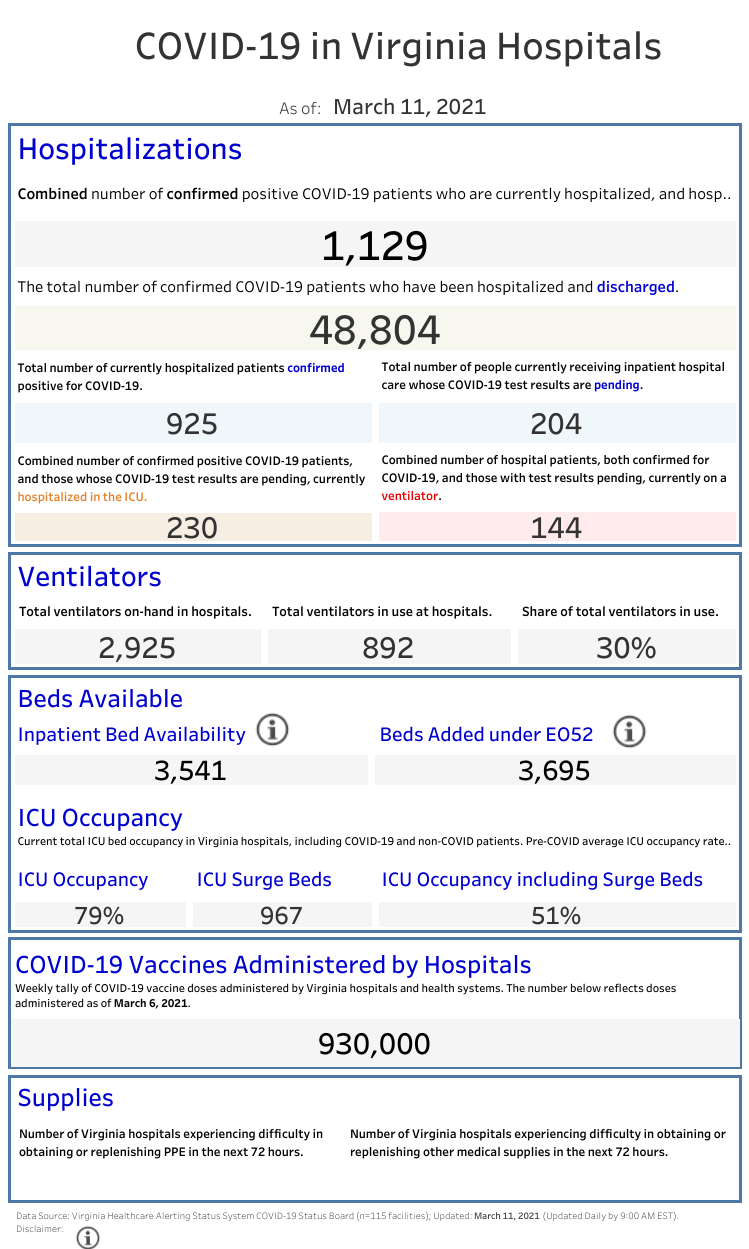 COVID-19 in Virginia Hospitals
As of: March 11, 2021
Hospitalizations
Combined number of confirmed positive COVID-19 patients who are currently hospitalized, and hosp..
1,129
The total number of confirmed COVID-19 patients who have been hospitalized and discharged.
48,804
Total number of currently hospitalized patients confirmed
positive for COVID-19.
925
Total number of people currently receiving inpatient hospital
care whose COVID-19 test results are pending.
204
Combined number of confirmed positive COVID-19 patients,
and those whose COVID-19 test results are pending, currently
hospitalized in the ICU.
230
Combined number of hospital patients, both confirmed for
COVID-19, and those with test results pending, currently on a
ventilator.
144
Ventilators
Total ventilators on-hand in hospitals.
2,925
Total ventilators in use at hospitals.
892
Share of total ventilators in use.
30%
Beds Available
Inpatient Bed Availability
3,541
Beds Added under EO52
3,695
ICU Occupancy
Current total ICU bed occupancy in Virginia hospitals, including COVID-19 and non-COVID patients. Pre-COVID average ICU occupancy rate..
ICU Occupancy
79%
ICU Surge Beds
967
ICU Occupancy including Surge Beds
51%
COVID-19 Vaccines Administered by Hospitals
Weekly tally of COVID-19 vaccine doses administered by Virginia hospitals and health systems. The number below reflects doses
administered as of March 6, 2021.
930,000
Supplies
Number of Virginia hospitals experiencing difficulty in
obtaining or replenishing PPE in the next 72 hours.
Number of Virginia hospitals experiencing difficulty in obtaining or
replenishing other medical supplies in the next 72 hours.
Data Source: Virginia Healthcare Alerting Status System COVID-19 Status Board (n=115 facilities); Updated: March 11, 2021 (Updated Daily by 9:00 AM EST).
Disclaimer: